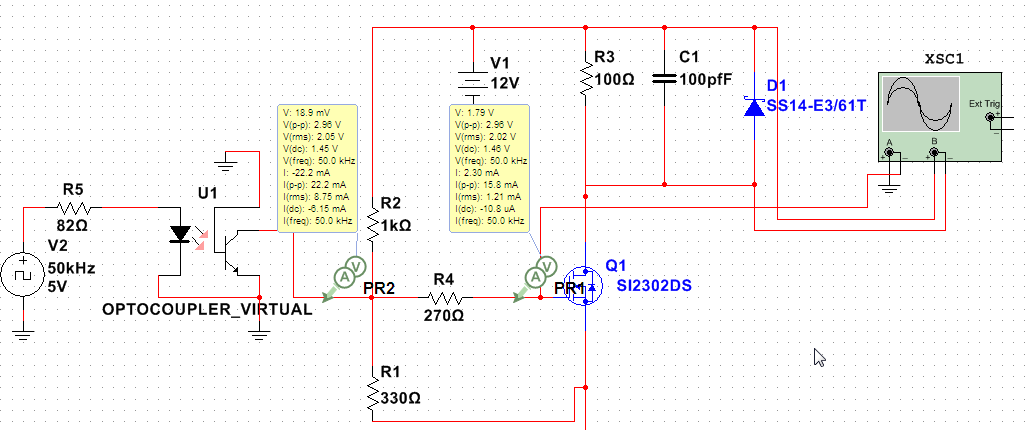 XSC1
R3
100Ω
C1
100pfF
V1
12V
D1
SS14-E3/61T
Ext Trig
+
-
A
B
+ - + -
V: 18.9 mV
V(p-p): 2.96 V
V(rms): 2.05 V
V(dc): 1.45 V
V(freq): 50.0 kHz
I: -22.2 mA
I(p-p): 22.2 mA
I(rms): 8.75 mA
I(dc): -6.15 mA
I(freq): 50.0 kHz
V: 1.79 V
V(p-p): 2.96 V
V(rms): 2.02 V
V(dc): 1.46 V
V(freq): 50.0 kHz
I: 2.30 mA
I(p-p): 15.8 mA
I(rms): 1.21 mA
I(dc): -10.8 uA
I(freq): 50.0 kHz
R5
82Ω
U1
R2
1kΩ
V2
50kHz
5V
OPTOCOUPLER_VIRTUAL
A V
PR2
R4
270Ω
A V
PR1
Q1
SI2302DS
R1
330Ω